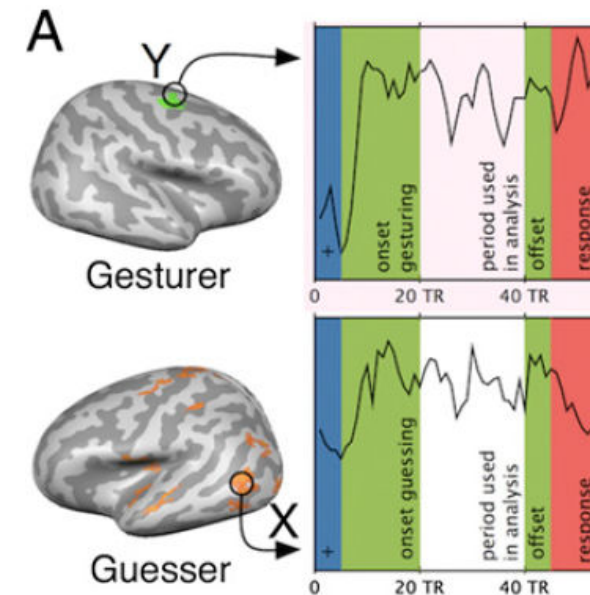 A
Y
Gesturer
+
onset
gesturing
period used
in analysis
offset
response
0
20 TR
40 TR
Guesser
X
+
onset guessing
period used
in analysis
offset
response
0
20 TR
40 TR